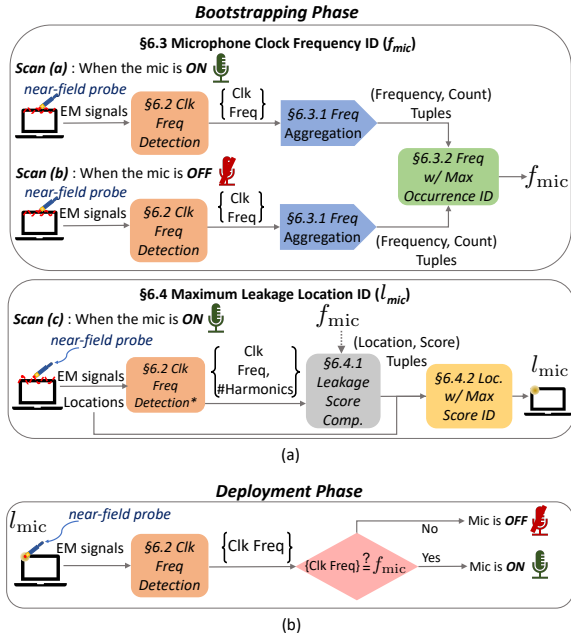 Bootstrapping Phase
§6.3 Microphone Clock Frequency ID (f_mic)
Scan (a) : When the mic is ON
near-field probe
EM signals
§6.2 Clk
Freq
Detection
{Clk
Freq}
§6.3.1 Freq
Aggregation
(Frequency, Count)
Tuples
Scan (b) : When the mic is OFF
near-field probe
EM signals
§6.2 Clk
Freq
Detection
{Clk
Freq}
§6.3.1 Freq
Aggregation
(Frequency, Count)
Tuples
§6.3.2 Freq
w/ Max
Occurrence ID
f_mic
§6.4 Maximum Leakage Location ID (l_mic)
Scan (c) : When the mic is ON
near-field probe
EM signals
Locations
§6.2 Clk
Freq
Detection*
{Clk
Freq,
#Harmonics}
f_mic
§6.4.1
Leakage
Score
Comp.
(Location, Score)
Tuples
§6.4.2 Loc.
w/ Max
Score ID
l_mic
(a)
Deployment Phase
l_mic
near-field probe
EM signals
§6.2 Clk
Freq
Detection
{Clk Freq}
{Clk Freq} ?= f_mic
No
Mic is OFF
Yes
Mic is ON
(b)